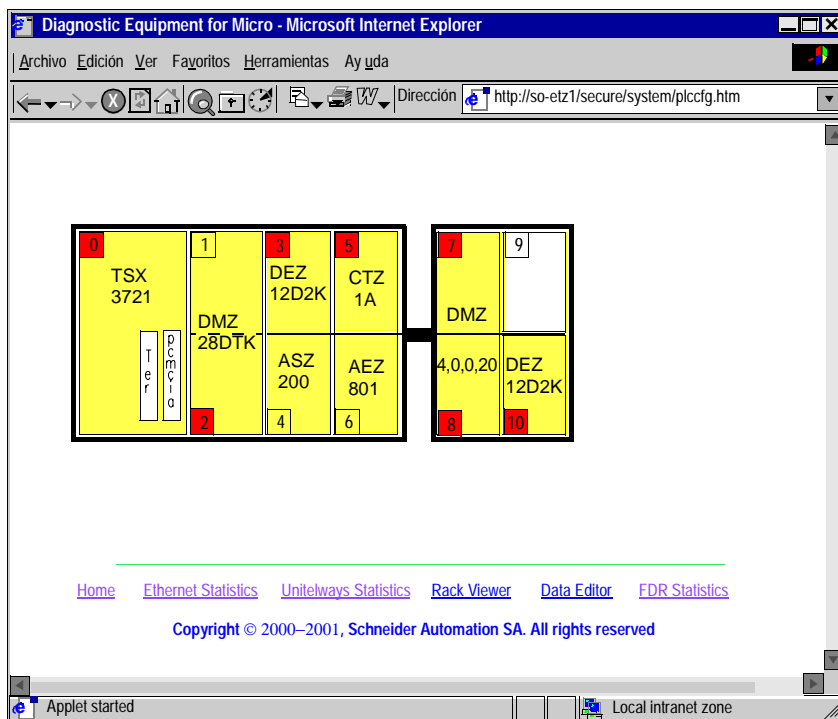 Diagnostic Equipment for Micro - Microsoft Internet Explorer
Archivo Edición Ver Favoritos Herramientas Ay uda
Dirección http://so-etz1/secure/system/plccfg.htm
0
TSX
3721
Ter
pcmçia
1
DMZ
28DTK
2
3
DEZ
12D2K
ASZ
200
4
5
CTZ
1A
AEZ
801
6
7
DMZ
4,0,0,20
8
9
DEZ
12D2K
10
Home Ethernet Statistics Unitelways Statistics Rack Viewer Data Editor FDR Statistics
Copyright © 2000–2001, Schneider Automation SA. All rights reserved
Applet started Local intranet zone